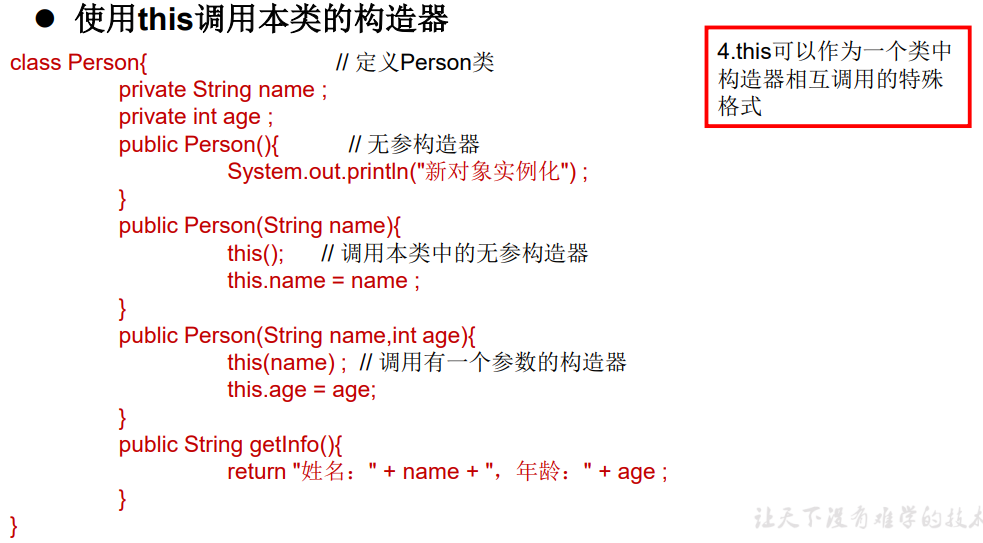 ● 使用this调用本类的构造器
class Person{ // 定义Person类
private String name ;
private int age ;
public Person(){ // 无参构造器
System.out.println("新对象实例化") ;
}
public Person(String name){
this(); // 调用本类中的无参构造器
this.name = name ;
}
public Person(String name,int age){
this(name) ; // 调用有一个参数的构造器
this.age = age;
}
public String getInfo(){
return "姓名：" + name + "，年龄：" + age ;
}
}
4.this可以作为一个类中
构造器相互调用的特殊
格式
让天下没有难学的技术